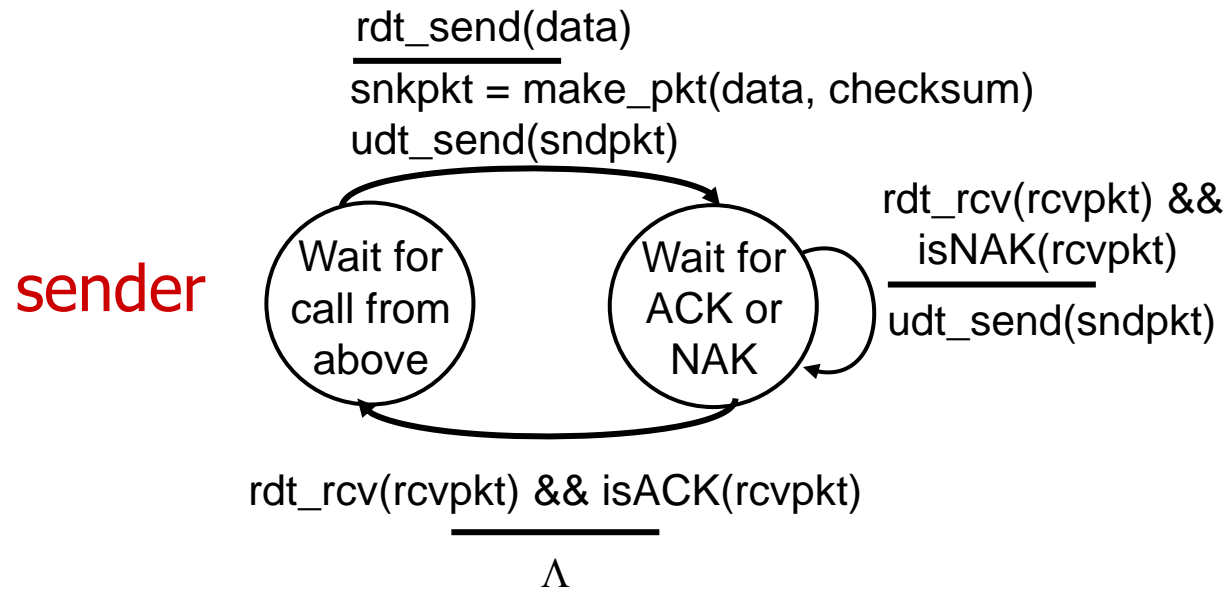 rdt_send(data)
snkpkt = make_pkt(data, checksum)
udt_send(sndpkt)
sender
Wait for
call from
above
Wait for
ACK or
NAK
rdt_rcv(rcvpkt) &&
isNAK(rcvpkt)
udt_send(sndpkt)
rdt_rcv(rcvpkt) && isACK(rcvpkt)
Λ